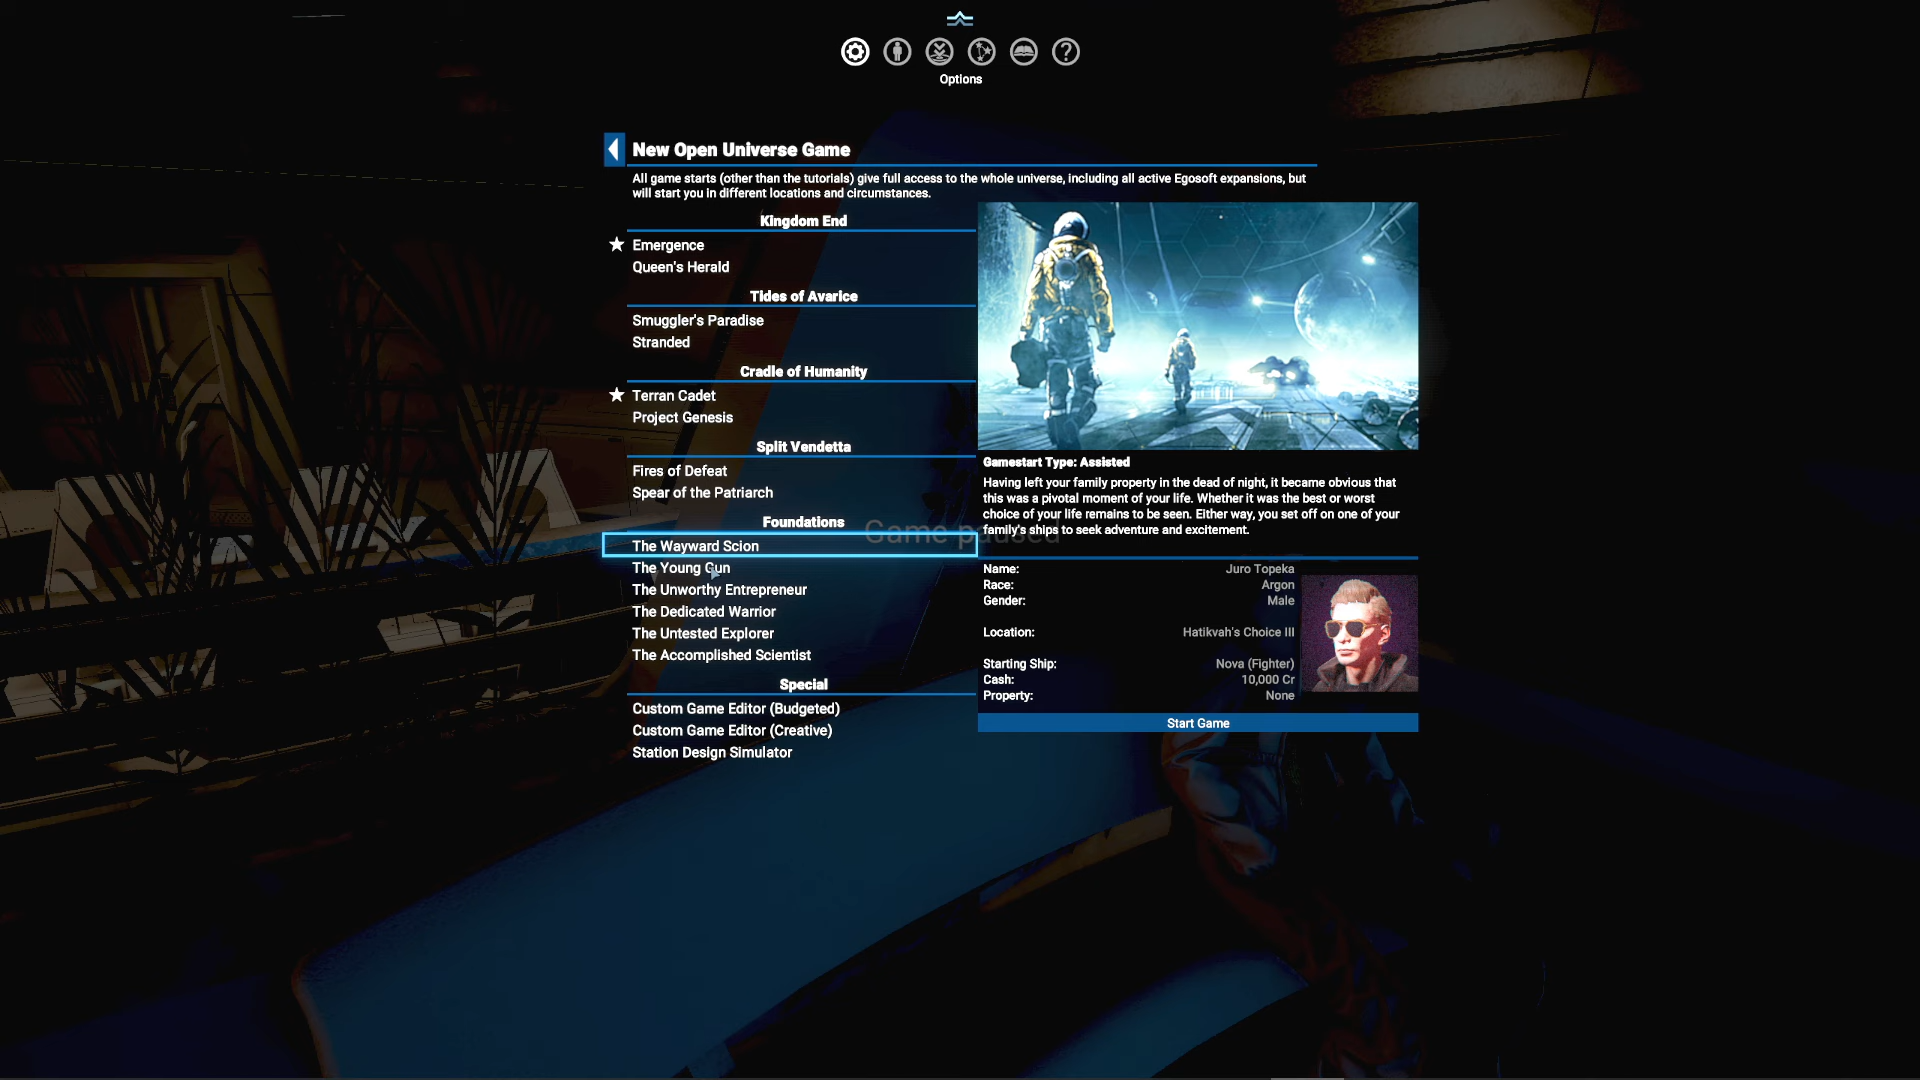 Options
New Open Universe Game
All game starts (other than the tutorials) give full access to the whole universe, including all active Egosoft expansions, but
will start you in different locations and circumstances.
Kingdom End
Emergence
Queen's Herald
Tides of Avarice
Smuggler's Paradise
Stranded
Cradle of Humanity
Terran Cadet
Project Genesis
Split Vendetta
Fires of Defeat
Spear of the Patriarch
Foundations
The Wayward Scion
The Young Gun
The Unworthy Entrepreneur
The Dedicated Warrior
The Untested Explorer
The Accomplished Scientist
Special
Custom Game Editor (Budgeted)
Custom Game Editor (Creative)
Station Design Simulator
Game paused
Gamestart Type: Assisted
Having left your family property in the dead of night, it became obvious that
this was a pivotal moment of your life. Whether it was the best or worst
choice of your life remains to be seen. Either way, you set off on one of your
family's ships to seek adventure and excitement.
Name: Juro Topeka
Race: Argon
Gender: Male
Location: Hatikvah's Choice III
Starting Ship: Nova (Fighter)
Cash: 10,000 Cr
Property: None
Start Game